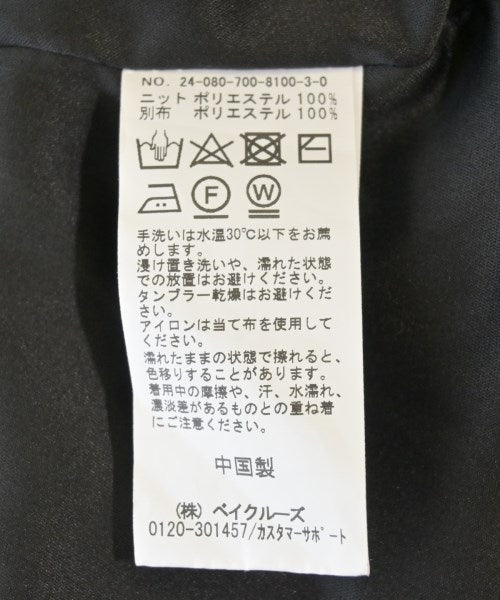 NO. 24-080-700-8100-3-0
ニット ポリエステル 100%
別布 ポリエステル 100%
F W
手洗いは水温30℃以下をお薦
めします。
浸け置き洗いや、濡れた状態
での放置はお避けください。
タンブラー乾燥はお避けください。
アイロンは当て布を使用して
ください。
濡れたままの状態で擦れると、
色移りすることがあります。
着用中の摩擦や、汗、水濡れ、
濃淡差があるものとの重ね着
にご注意ください。
中国製
(株) ベイクルーズ
0120-301457/カスタマーサポート